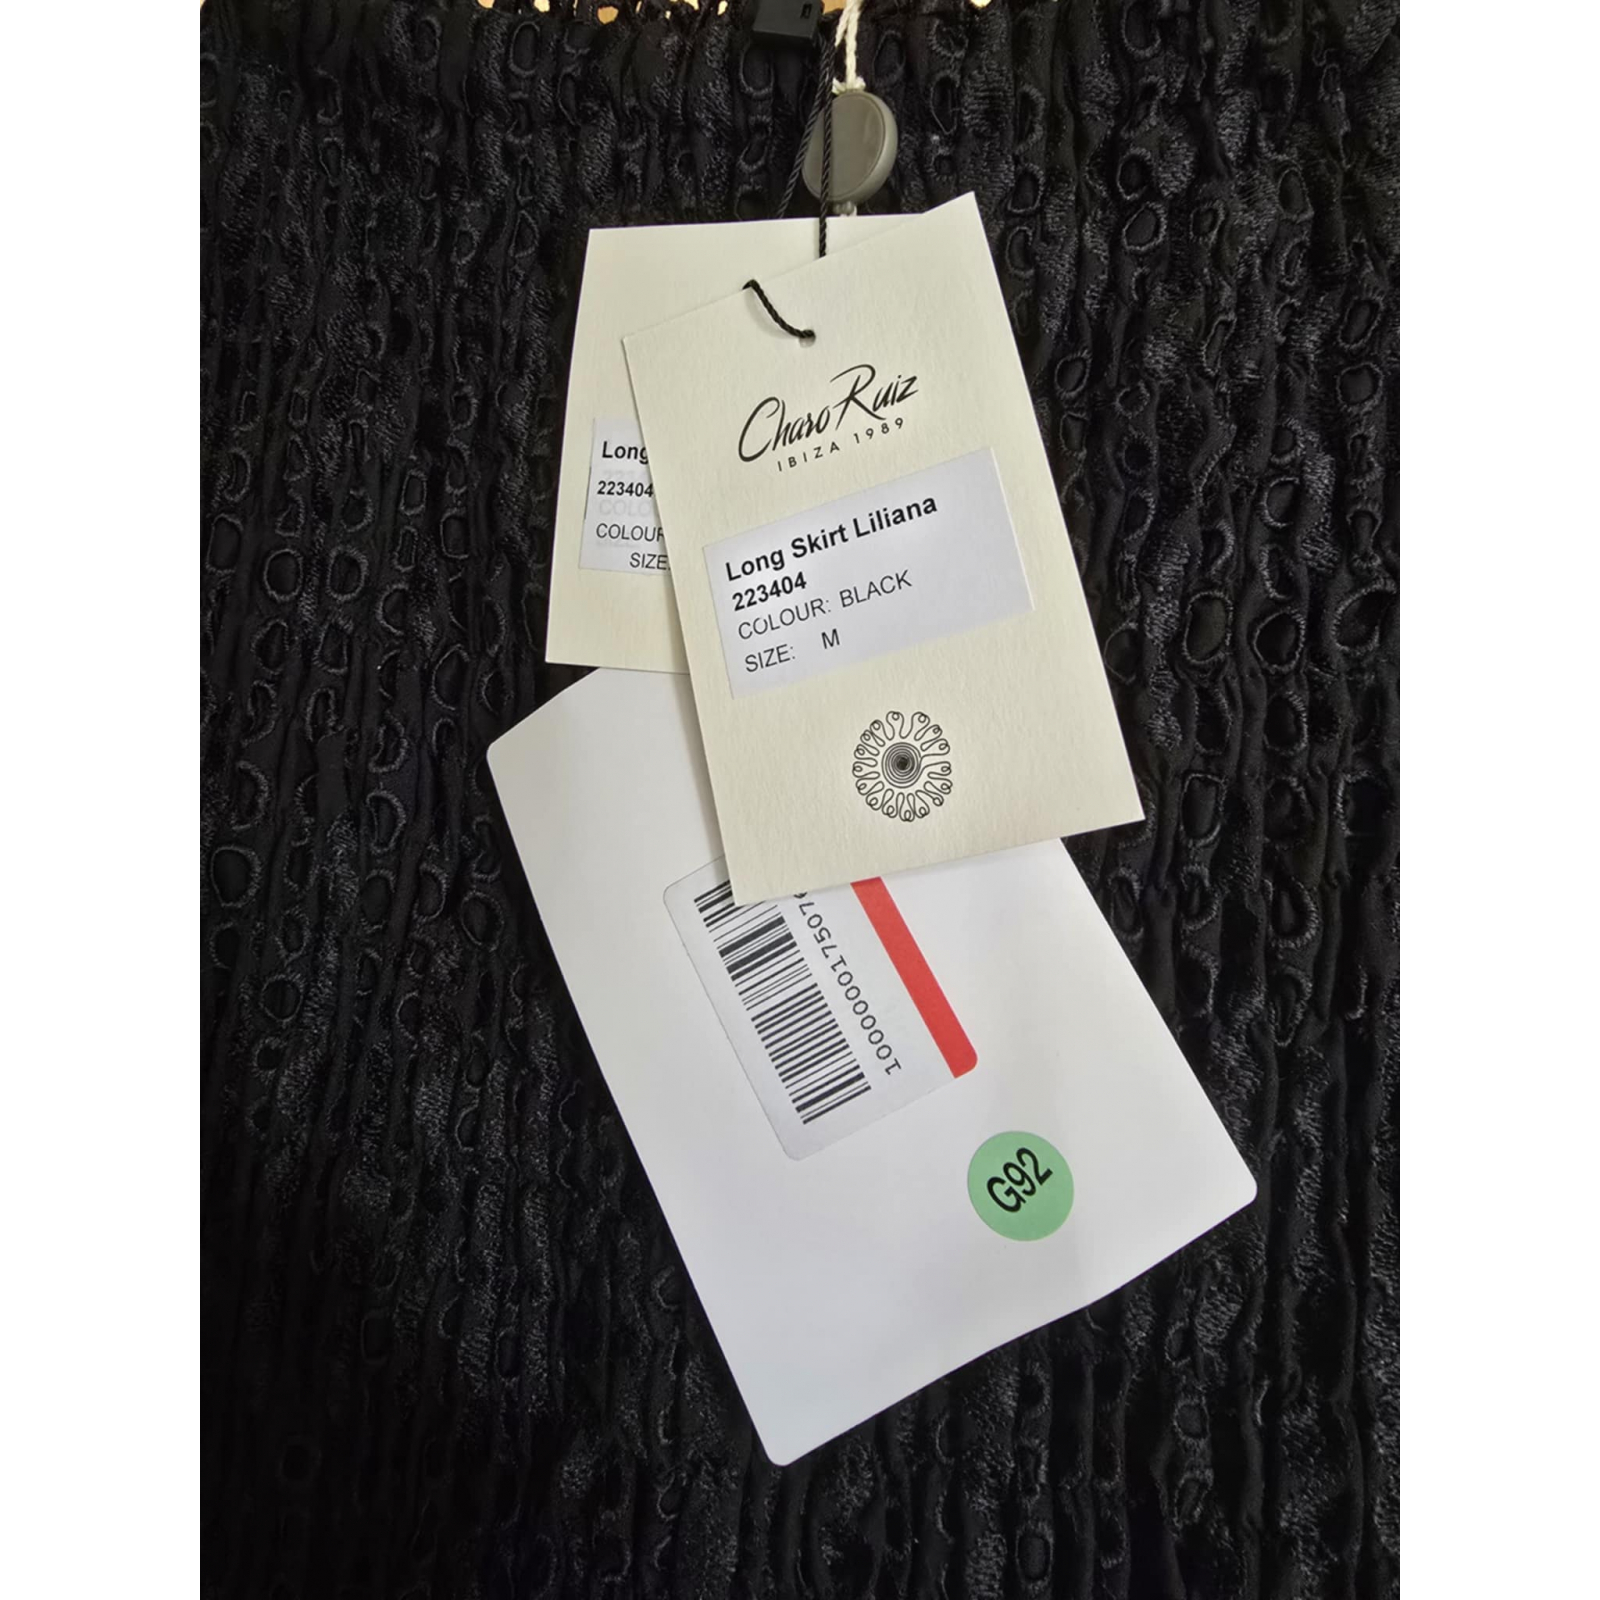 Charo Ruiz
IBIZA 1989
Long Skirt Liliana
223404
COLOUR: BLACK
SIZE: M
Long
223404
COLOUR
SIZE:
G92